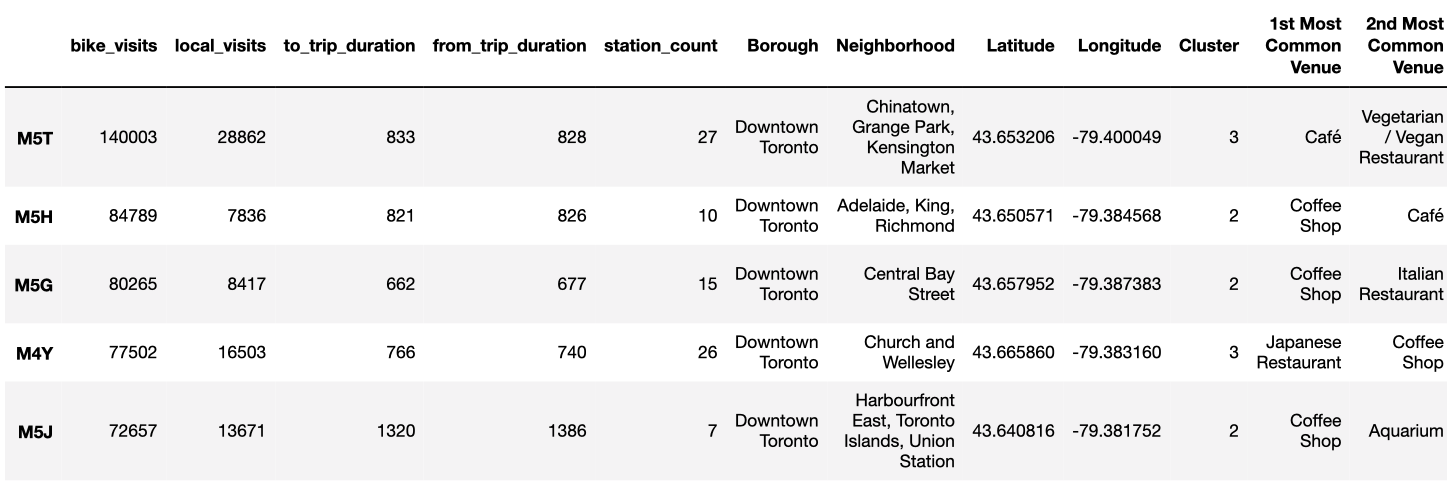 bike_visits local_visits to_trip_duration from_trip_duration station_count Borough Neighborhood Latitude Longitude Cluster 1st Most Common Venue 2nd Most Common Venue
M5T 140003 28862 833 828 27 Downtown Toronto Chinatown, Grange Park, Kensington Market 43.653206 -79.400049 3 Café Vegetarian / Vegan Restaurant
M5H 84789 7836 821 826 10 Downtown Toronto Adelaide, King, Richmond 43.650571 -79.384568 2 Coffee Shop Café
M5G 80265 8417 662 677 15 Downtown Toronto Central Bay Street 43.657952 -79.387383 2 Coffee Shop Italian Restaurant
M4Y 77502 16503 766 740 26 Downtown Toronto Church and Wellesley 43.665860 -79.383160 3 Japanese Restaurant Coffee Shop
M5J 72657 13671 1320 1386 7 Downtown Toronto Harbourfront East, Toronto Islands, Union Station 43.640816 -79.381752 2 Coffee Shop Aquarium